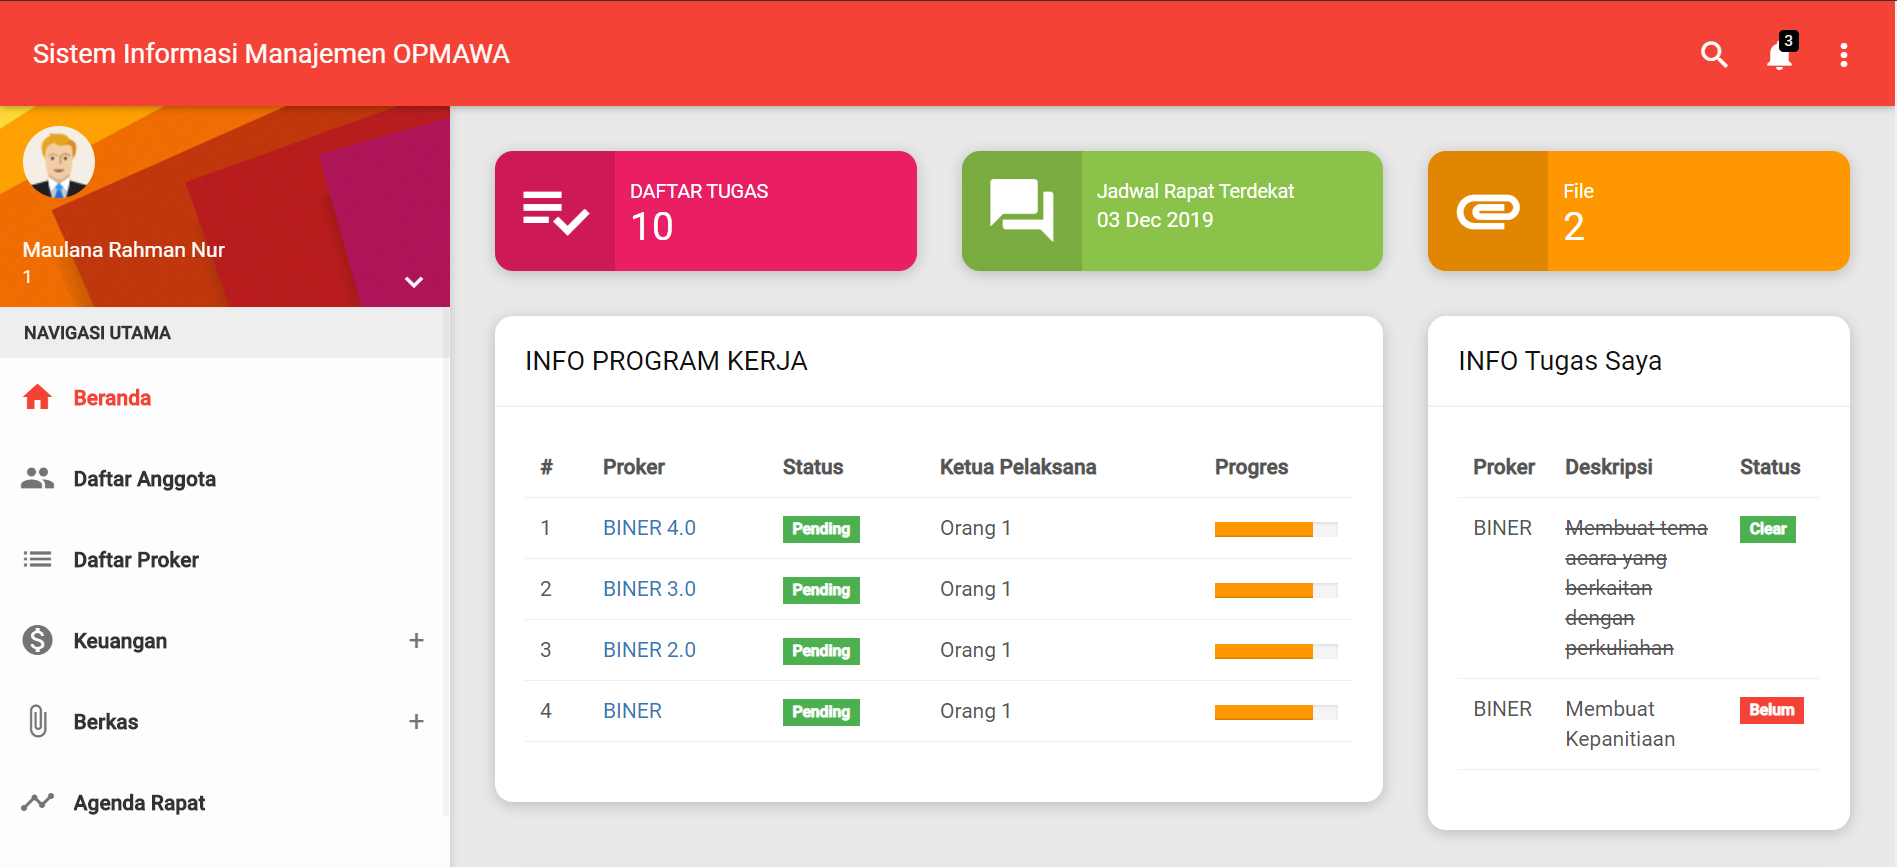 Sistem Informasi Manajemen OPMAWA
3
Maulana Rahman Nur
1
NAVIGASI UTAMA
Beranda
Daftar Anggota
Daftar Proker
Keuangan +
Berkas +
Agenda Rapat
DAFTAR TUGAS
10
Jadwal Rapat Terdekat
03 Dec 2019
File
2
INFO PROGRAM KERJA
# Proker Status Ketua Pelaksana Progres
1 BINER 4.0 Pending Orang 1
2 BINER 3.0 Pending Orang 1
3 BINER 2.0 Pending Orang 1
4 BINER Pending Orang 1
INFO Tugas Saya
Proker Deskripsi Status
BINER Membuat tema Clear
acara yang
berkaitan
dengan
perkuliahan
BINER Membuat Belum
Kepanitiaan